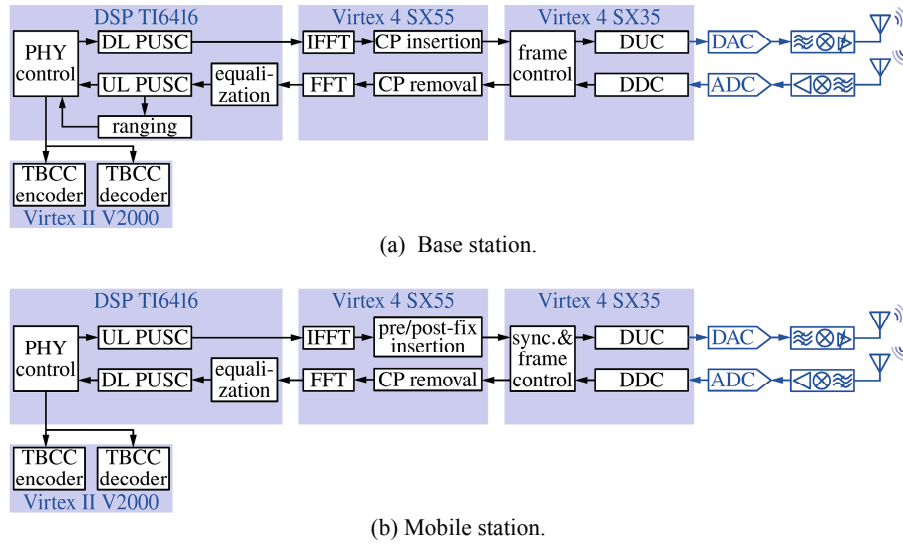 DSP TI6416
Virtex 4 SX55
Virtex 4 SX35
PHY
control
DL PUSC
UL PUSC
ranging
equali-
zation
IFFT
CP insertion
FFT
CP removal
frame
control
DUC
DDC
DAC
ADC
TBCC
encoder
TBCC
decoder
Virtex II V2000
(a) Base station.
DSP TI6416
Virtex 4 SX55
Virtex 4 SX35
PHY
control
UL PUSC
DL PUSC
equali-
zation
IFFT
pre/post-fix
insertion
FFT
CP removal
sync.&
frame
control
DUC
DDC
DAC
ADC
TBCC
encoder
TBCC
decoder
Virtex II V2000
(b) Mobile station.